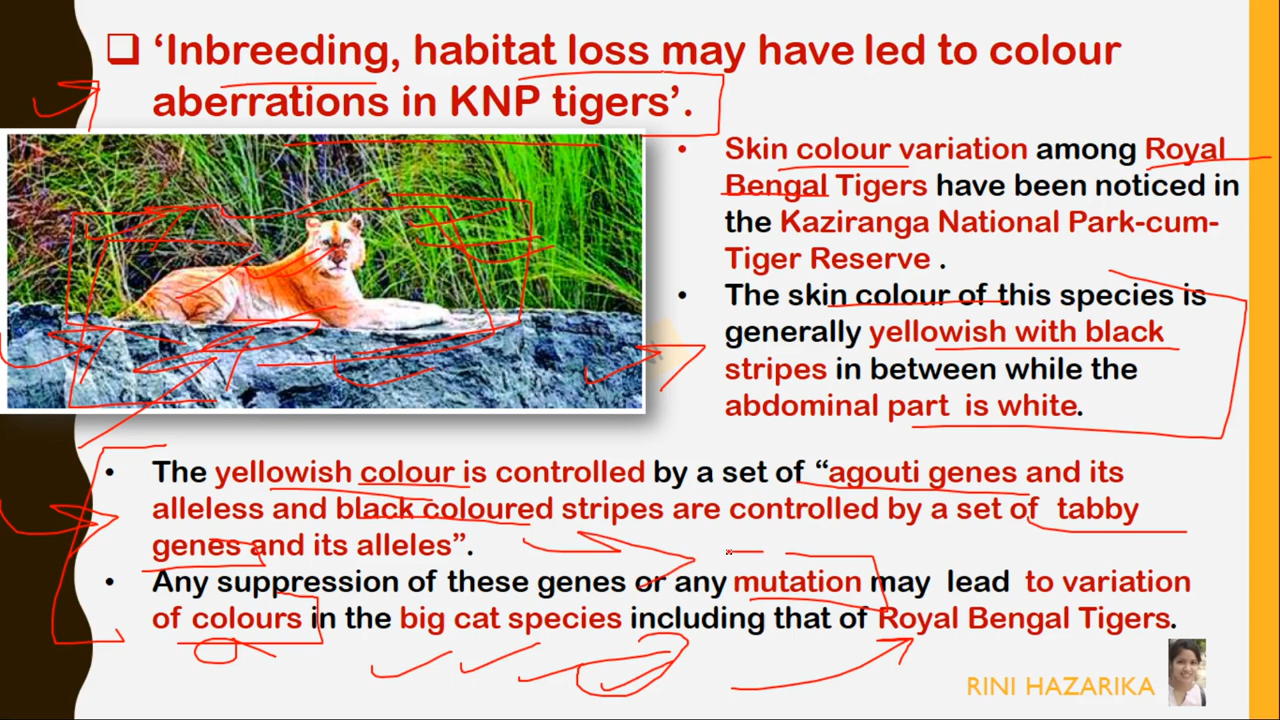 ‘Inbreeding, habitat loss may have led to colour
aberrations in KNP tigers’.
• Skin colour variation among Royal
Bengal Tigers have been noticed in
the Kaziranga National Park-cum-
Tiger Reserve .
• The skin colour of this species is
generally yellowish with black
stripes in between while the
abdominal part is white.
• The yellowish colour is controlled by a set of “agouti genes and its
alleless and black coloured stripes are controlled by a set of tabby
genes and its alleles”.
• Any suppression of these genes or any mutation may lead to variation
of colours in the big cat species including that of Royal Bengal Tigers.
RINI HAZARIKA